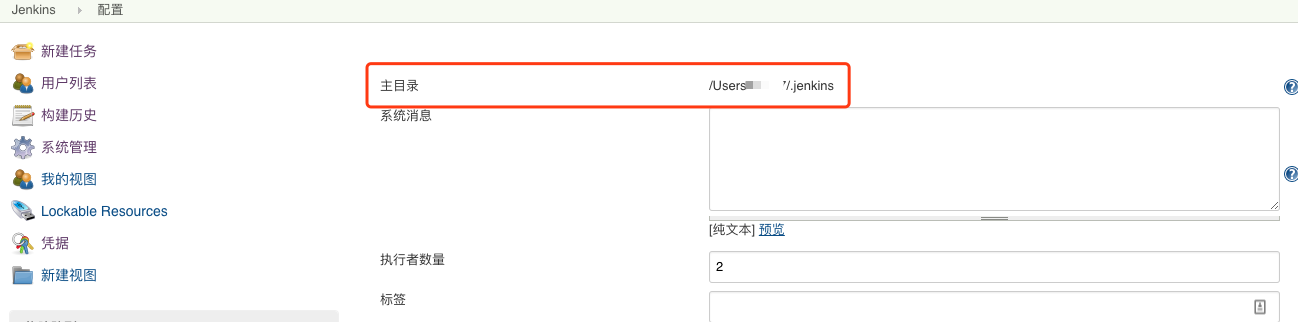 Jenkins 配置
新建任务
用户列表
构建历史
系统管理
我的视图
Lockable Resources
凭据
新建视图
主目录 /Users /.jenkins
系统消息
[纯文本] 预览
执行者数量 2
标签